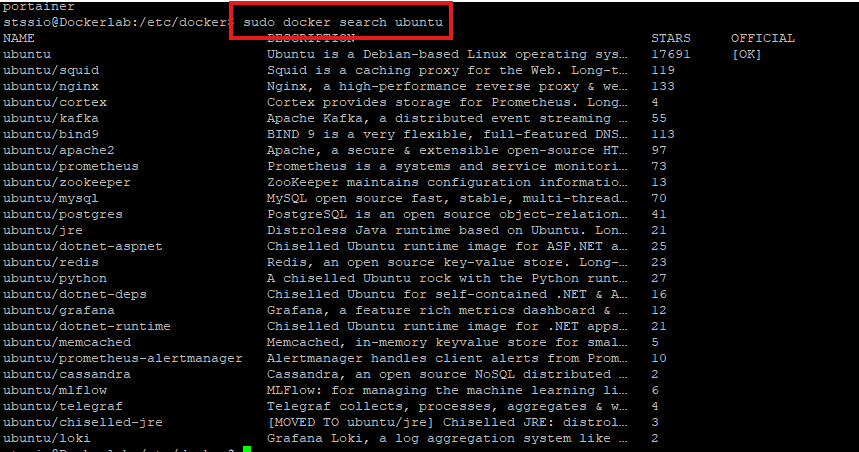 portainer
stssio@Dockerlab:/etc/docker$ sudo docker search ubuntu
NAME DESCRIPTION STARS OFFICIAL
ubuntu Ubuntu is a Debian-based Linux operating sys… 17691 [OK]
ubuntu/squid Squid is a caching proxy for the Web. Long-t… 119
ubuntu/nginx Nginx, a high-performance reverse proxy & we… 133
ubuntu/cortex Cortex provides storage for Prometheus. Long… 4
ubuntu/kafka Apache Kafka, a distributed event streaming … 55
ubuntu/bind9 BIND 9 is a very flexible, full-featured DNS… 113
ubuntu/apache2 Apache, a secure & extensible open-source HT… 97
ubuntu/prometheus Prometheus is a systems and service monitori… 73
ubuntu/zookeeper ZooKeeper maintains configuration informatio… 13
ubuntu/mysql MySQL open source fast, stable, multi-thread… 70
ubuntu/postgres PostgreSQL is an open source object-relation… 41
ubuntu/jre Distroless Java runtime based on Ubuntu. Lon… 21
ubuntu/dotnet-aspnet Chiselled Ubuntu runtime image for ASP.NET a… 25
ubuntu/redis Redis, an open source key-value store. Long-… 23
ubuntu/python A chiselled Ubuntu rock with the Python runt… 27
ubuntu/dotnet-deps Chiselled Ubuntu for self-contained .NET & A… 16
ubuntu/grafana Grafana, a feature rich metrics dashboard & … 12
ubuntu/dotnet-runtime Chiselled Ubuntu runtime image for .NET apps… 21
ubuntu/memcached Memcached, in-memory keyvalue store for smal… 5
ubuntu/prometheus-alertmanager Alertmanager handles client alerts from Prom… 10
ubuntu/cassandra Cassandra, an open source NoSQL distributed … 2
ubuntu/mlflow MLFlow: for managing the machine learning li… 6
ubuntu/telegraf Telegraf collects, processes, aggregates & w… 4
ubuntu/chiselled-jre [MOVED TO ubuntu/jre] Chiselled JRE: distrol… 3
ubuntu/loki Grafana Loki, a log aggregation system like … 2
stssio@Dockerlab:/etc/docker$